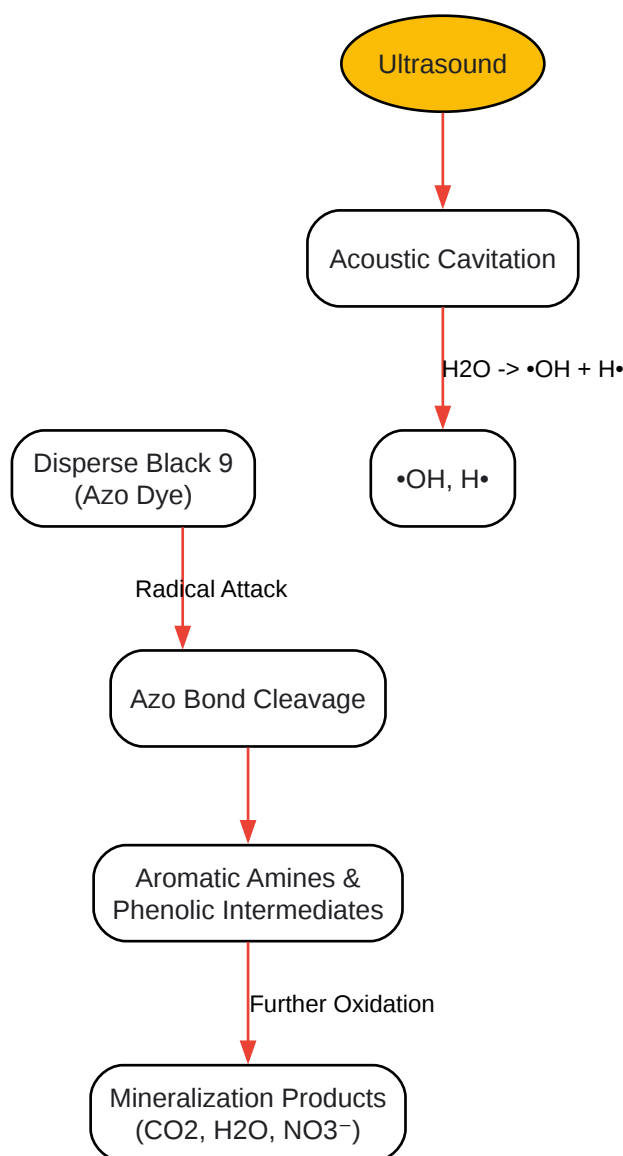 Ultrasound
Acoustic Cavitation
H2O -> •OH + H•
Disperse Black 9
(Azo Dye)
•OH, H•
Radical Attack
Azo Bond Cleavage
Aromatic Amines &
Phenolic Intermediates
Further Oxidation
Mineralization Products
(CO2, H2O, NO3⁻)